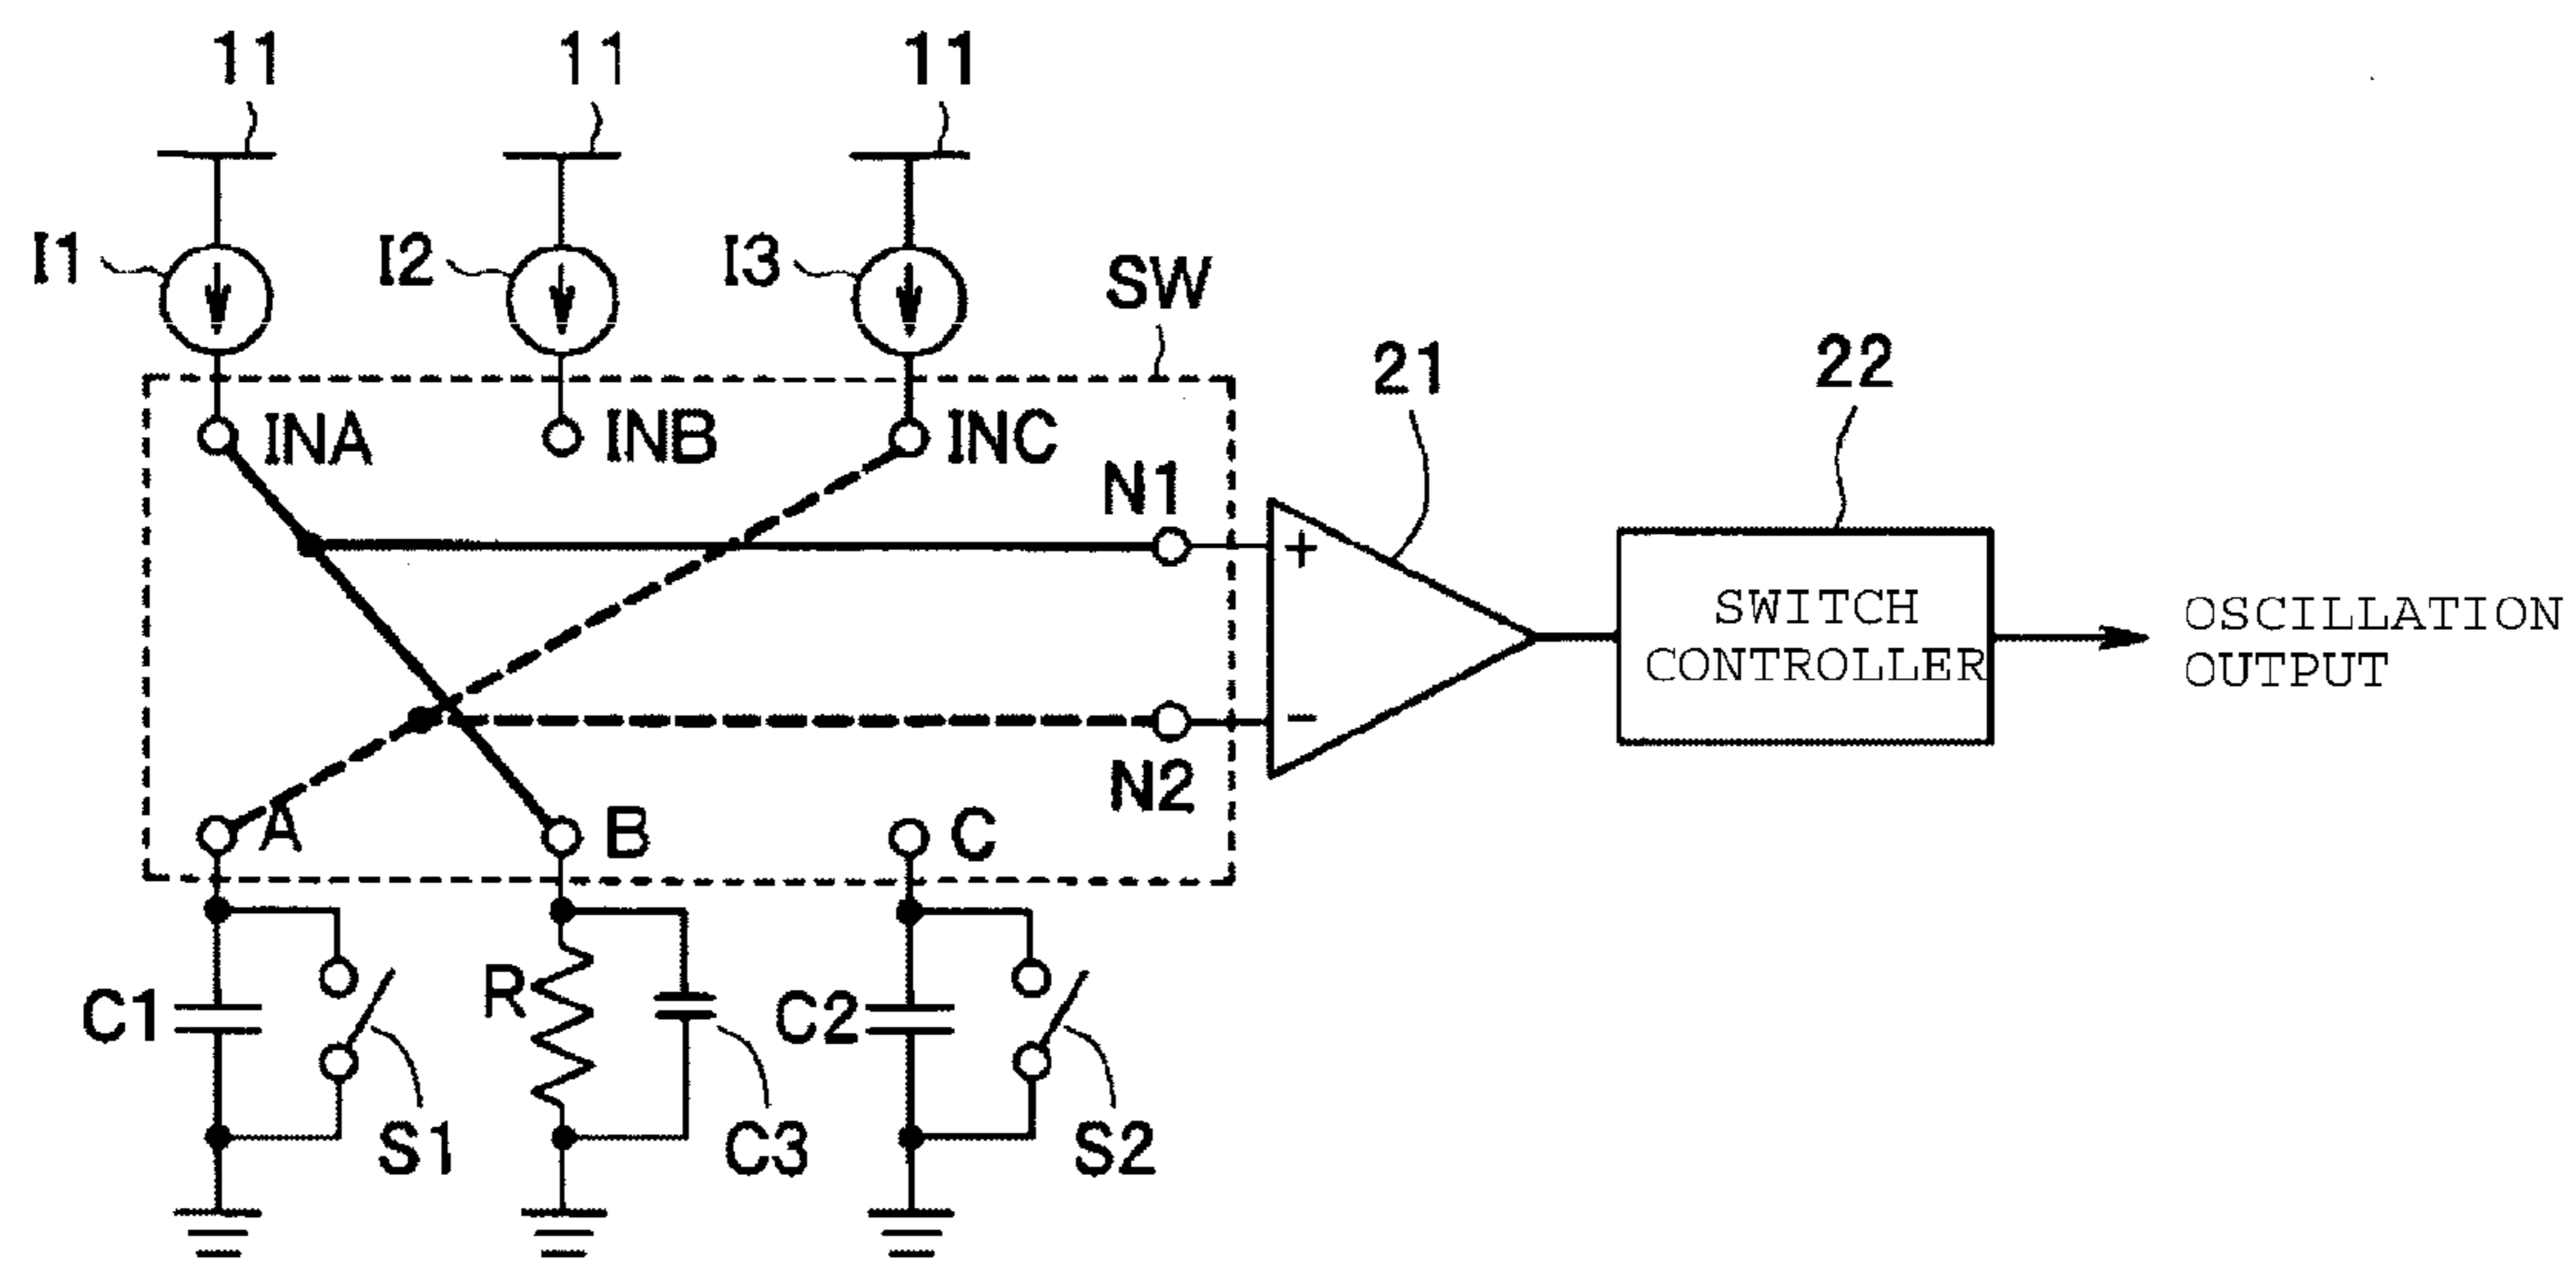 11 11 11
I1 I2 I3 SW
21 22
INA INB INC
N1
+
SWITCH
CONTROLLER
OSCILLATION
OUTPUT
−
N2
A B C
C1 R C2
S1 C3 S2